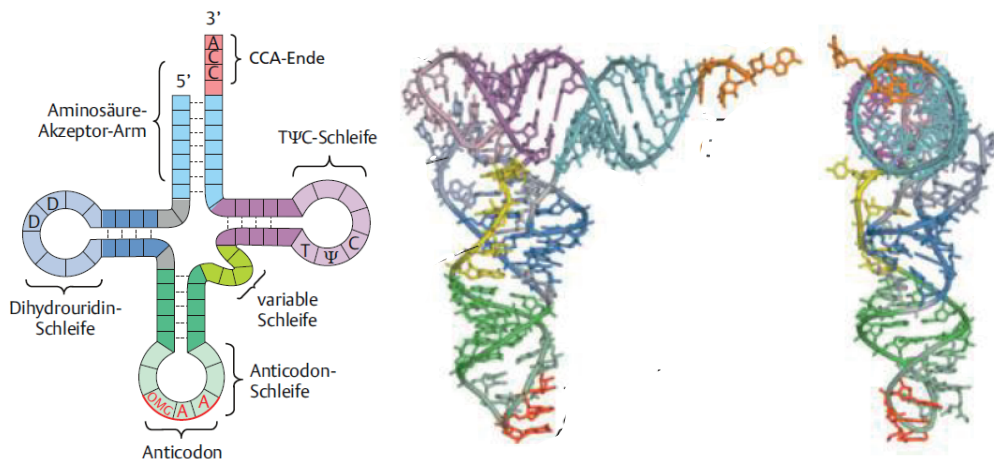 3’
A
C
C
CCA-Ende
5’
Aminosäure-
Akzeptor-Arm
TΨC-Schleife
D
D
T
Ψ
C
Dihydrouridin-
Schleife
variable
Schleife
Anticodon-
Schleife
OMG
A
A
Anticodon